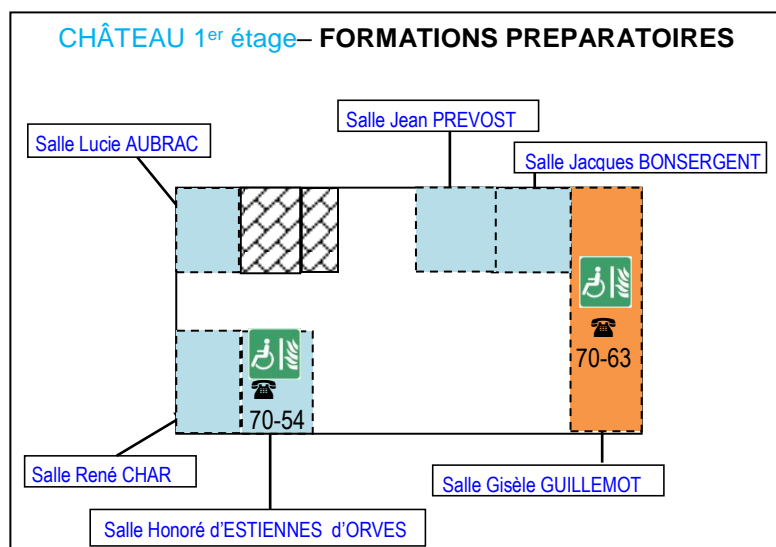 CHÂTEAU 1er étage– FORMATIONS PREPARATOIRES
Salle Jean PREVOST
Salle Lucie AUBRAC
Salle Jacques BONSERGENT
70-63
70-54
Salle René CHAR
Salle Gisèle GUILLEMOT
Salle Honoré d'ESTIENNES d'ORVES